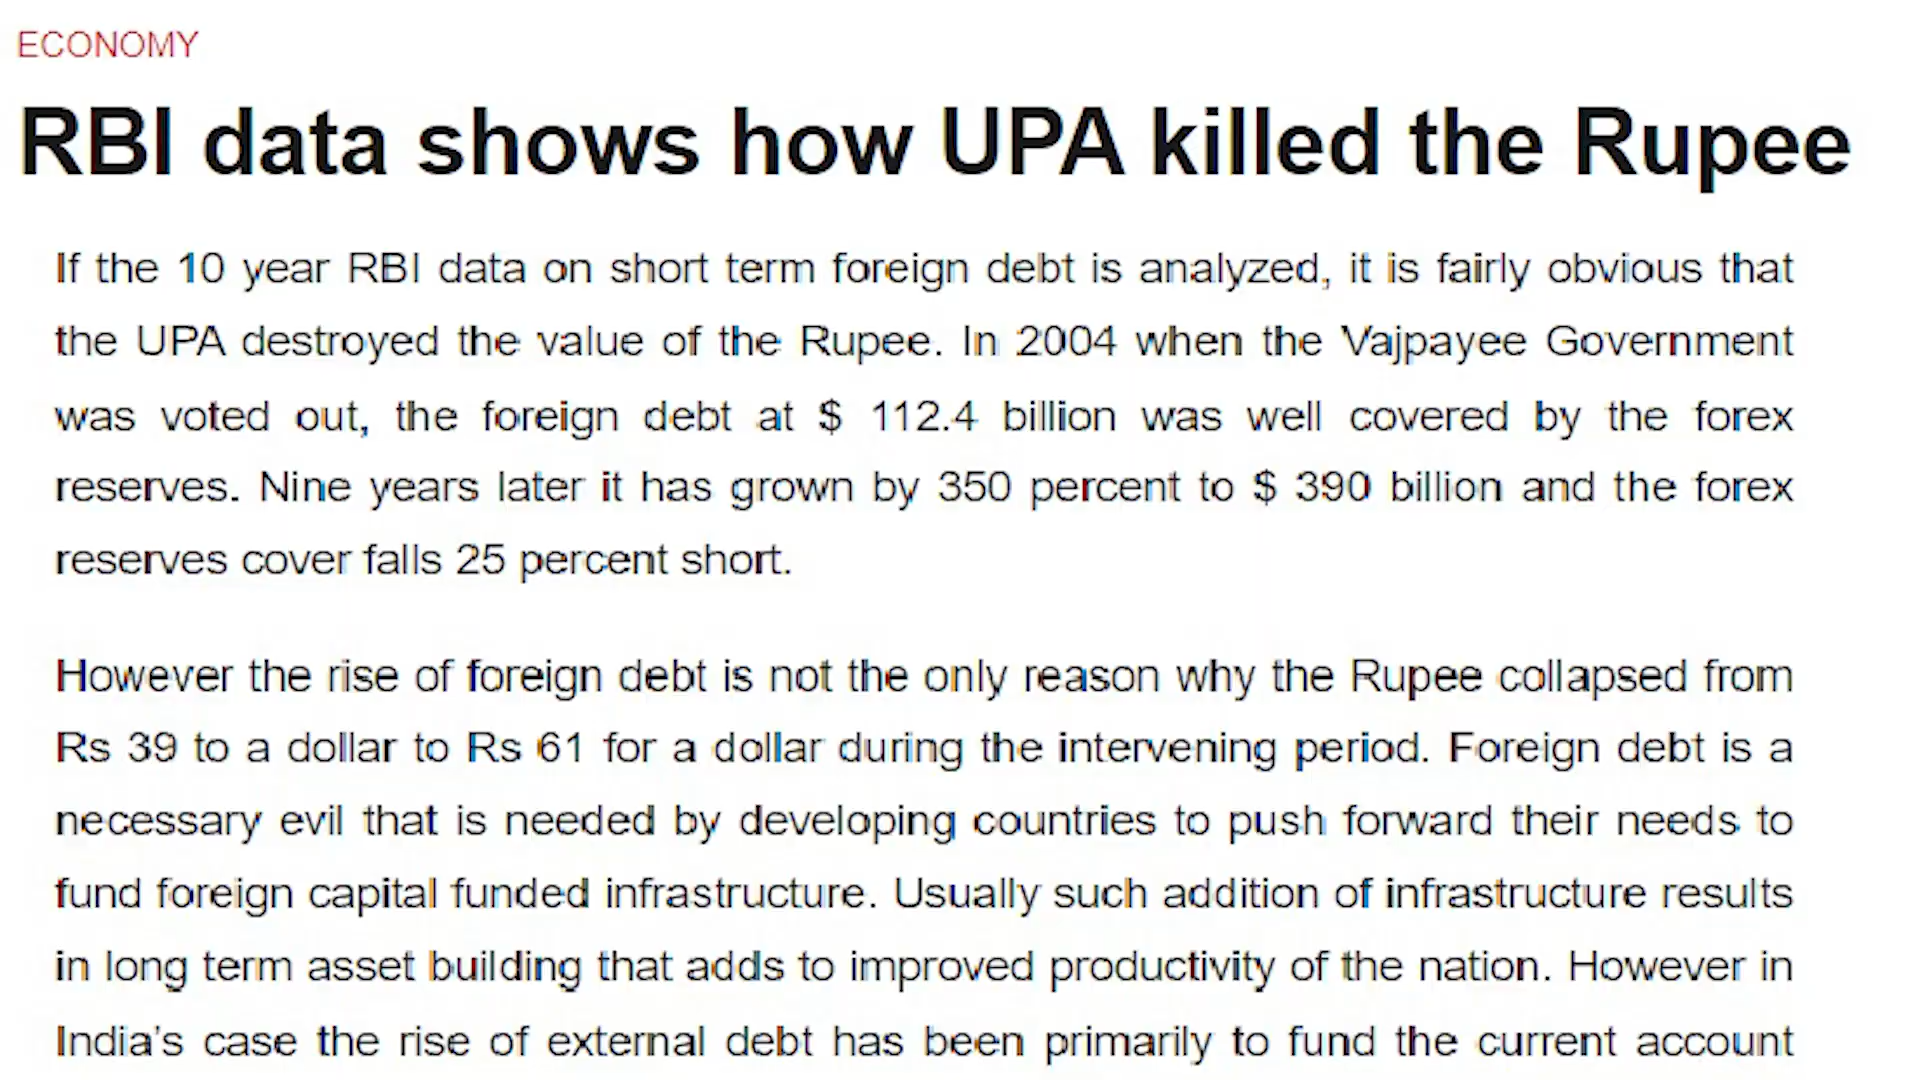 ECONOMY
RBI data shows how UPA killed the Rupee
If the 10 year RBI data on short term foreign debt is analyzed, it is fairly obvious that
the UPA destroyed the value of the Rupee. In 2004 when the Vajpayee Government
was voted out, the foreign debt at $ 112.4 billion was well covered by the forex
reserves. Nine years later it has grown by 350 percent to $ 390 billion and the forex
reserves cover falls 25 percent short.
However the rise of foreign debt is not the only reason why the Rupee collapsed from
Rs 39 to a dollar to Rs 61 for a dollar during the intervening period. Foreign debt is a
necessary evil that is needed by developing countries to push forward their needs to
fund foreign capital funded infrastructure. Usually such addition of infrastructure results
in long term asset building that adds to improved productivity of the nation. However in
India's case the rise of external debt has been primarily to fund the current account